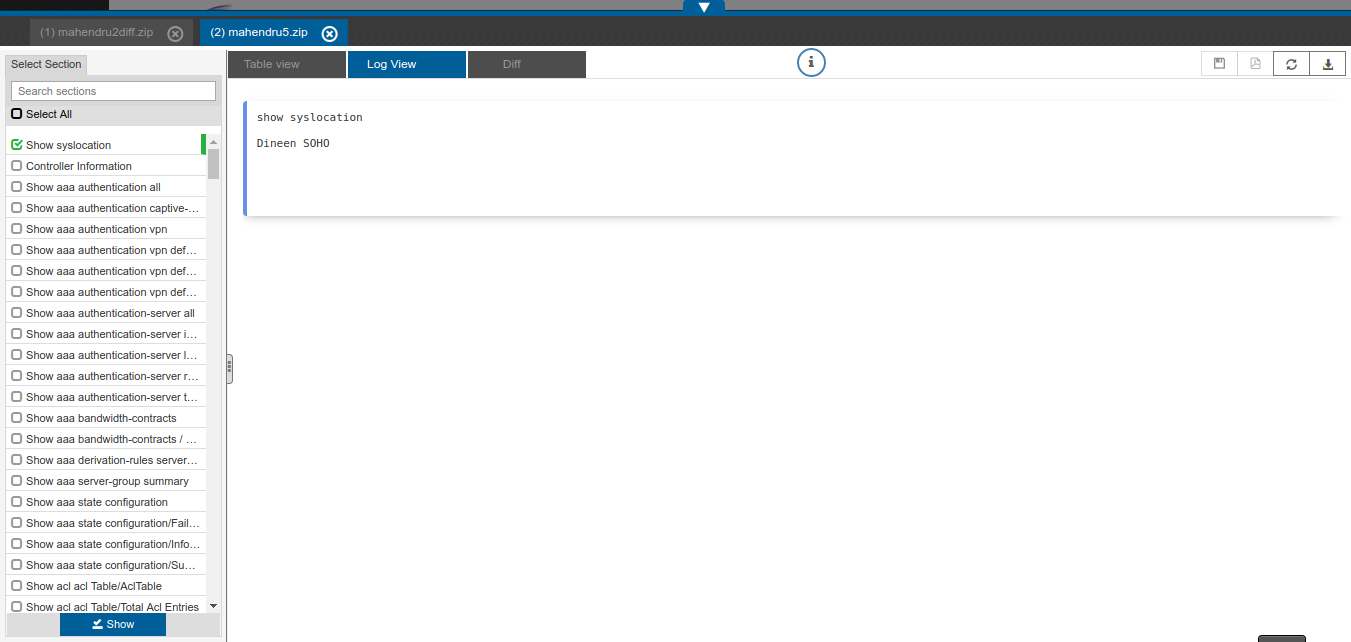 (1) mahendru2diff.zip
(2) mahendru5.zip
Select Section
Table view
Log View
Diff
i
Search sections
Select All
Show syslocation
Controller Information
Show aaa authentication all
Show aaa authentication captive-...
Show aaa authentication vpn
Show aaa authentication vpn def...
Show aaa authentication vpn def...
Show aaa authentication vpn def...
Show aaa authentication-server all
Show aaa authentication-server i...
Show aaa authentication-server l...
Show aaa authentication-server r...
Show aaa authentication-server t...
Show aaa bandwidth-contracts
Show aaa bandwidth-contracts / ...
Show aaa derivation-rules server...
Show aaa server-group summary
Show aaa state configuration
Show aaa state configuration/Fail...
Show aaa state configuration/Info...
Show aaa state configuration/Su...
Show acl acl Table/AclTable
Show acl acl Table/Total Acl Entries
Show
show syslocation
Dineen SOHO